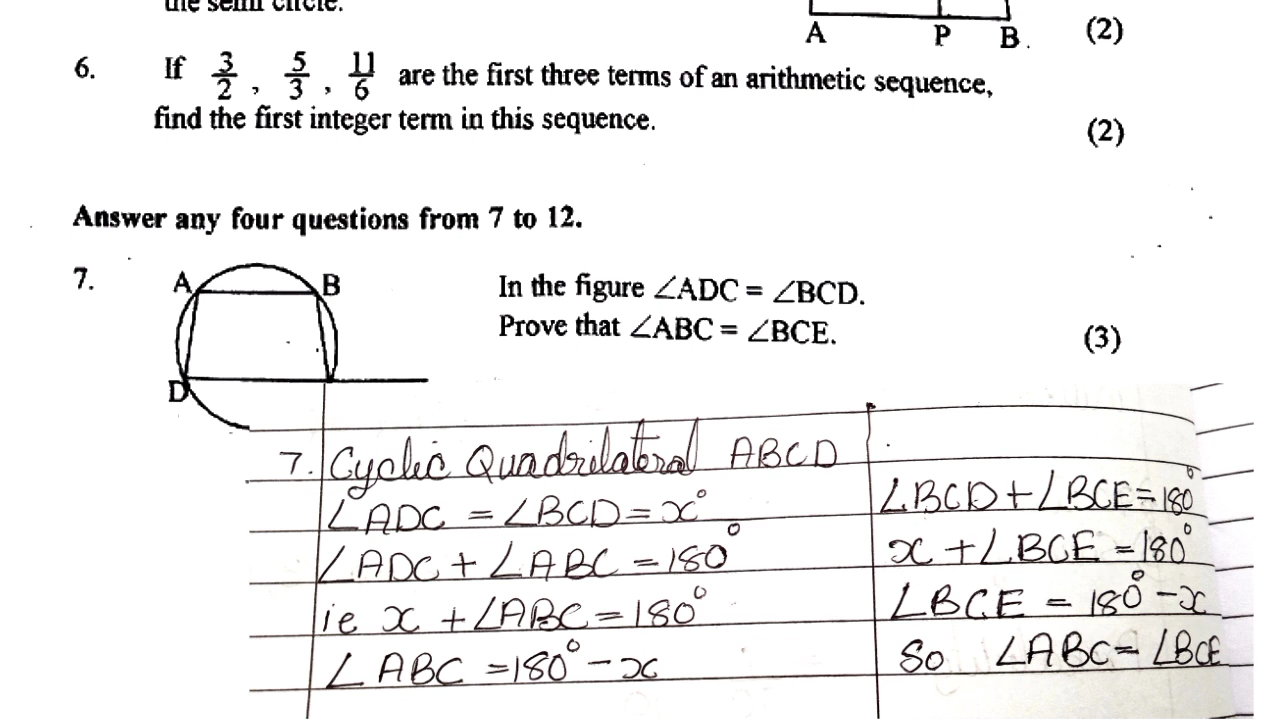 the semi circle.
A P B. (2)
6. If 3/2 , 5/3 , 11/6 are the first three terms of an arithmetic sequence,
find the first integer term in this sequence. (2)
Answer any four questions from 7 to 12.
7. A B In the figure ∠ADC = ∠BCD.
Prove that ∠ABC = ∠BCE. (3)
D
7. Cyclic Quadrilateral ABCD
∠ADC = ∠BCD = x°
∠ADC + ∠ABC = 180°
ie x + ∠ABC = 180°
∠ABC = 180° - x
∠BCD + ∠BCE = 180°
x + ∠BCE = 180°
∠BCE = 180° - x
So ∠ABC = ∠BCE